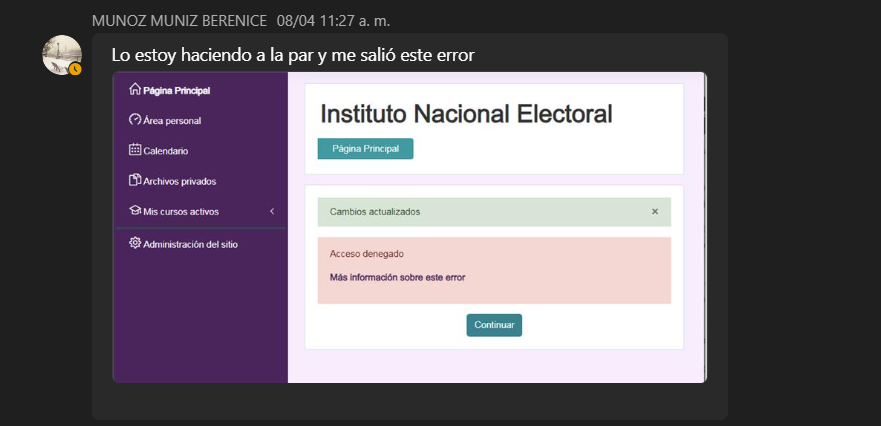 MUNOZ MUNIZ BERENICE 08/04 11:27 a. m.
Lo estoy haciendo a la par y me salió este error
Página Principal
Área personal
Calendario
Archivos privados
Mis cursos activos
Administración del sitio
Instituto Nacional Electoral
Página Principal
Cambios actualizados ×
Acceso denegado
Más información sobre este error
Continuar